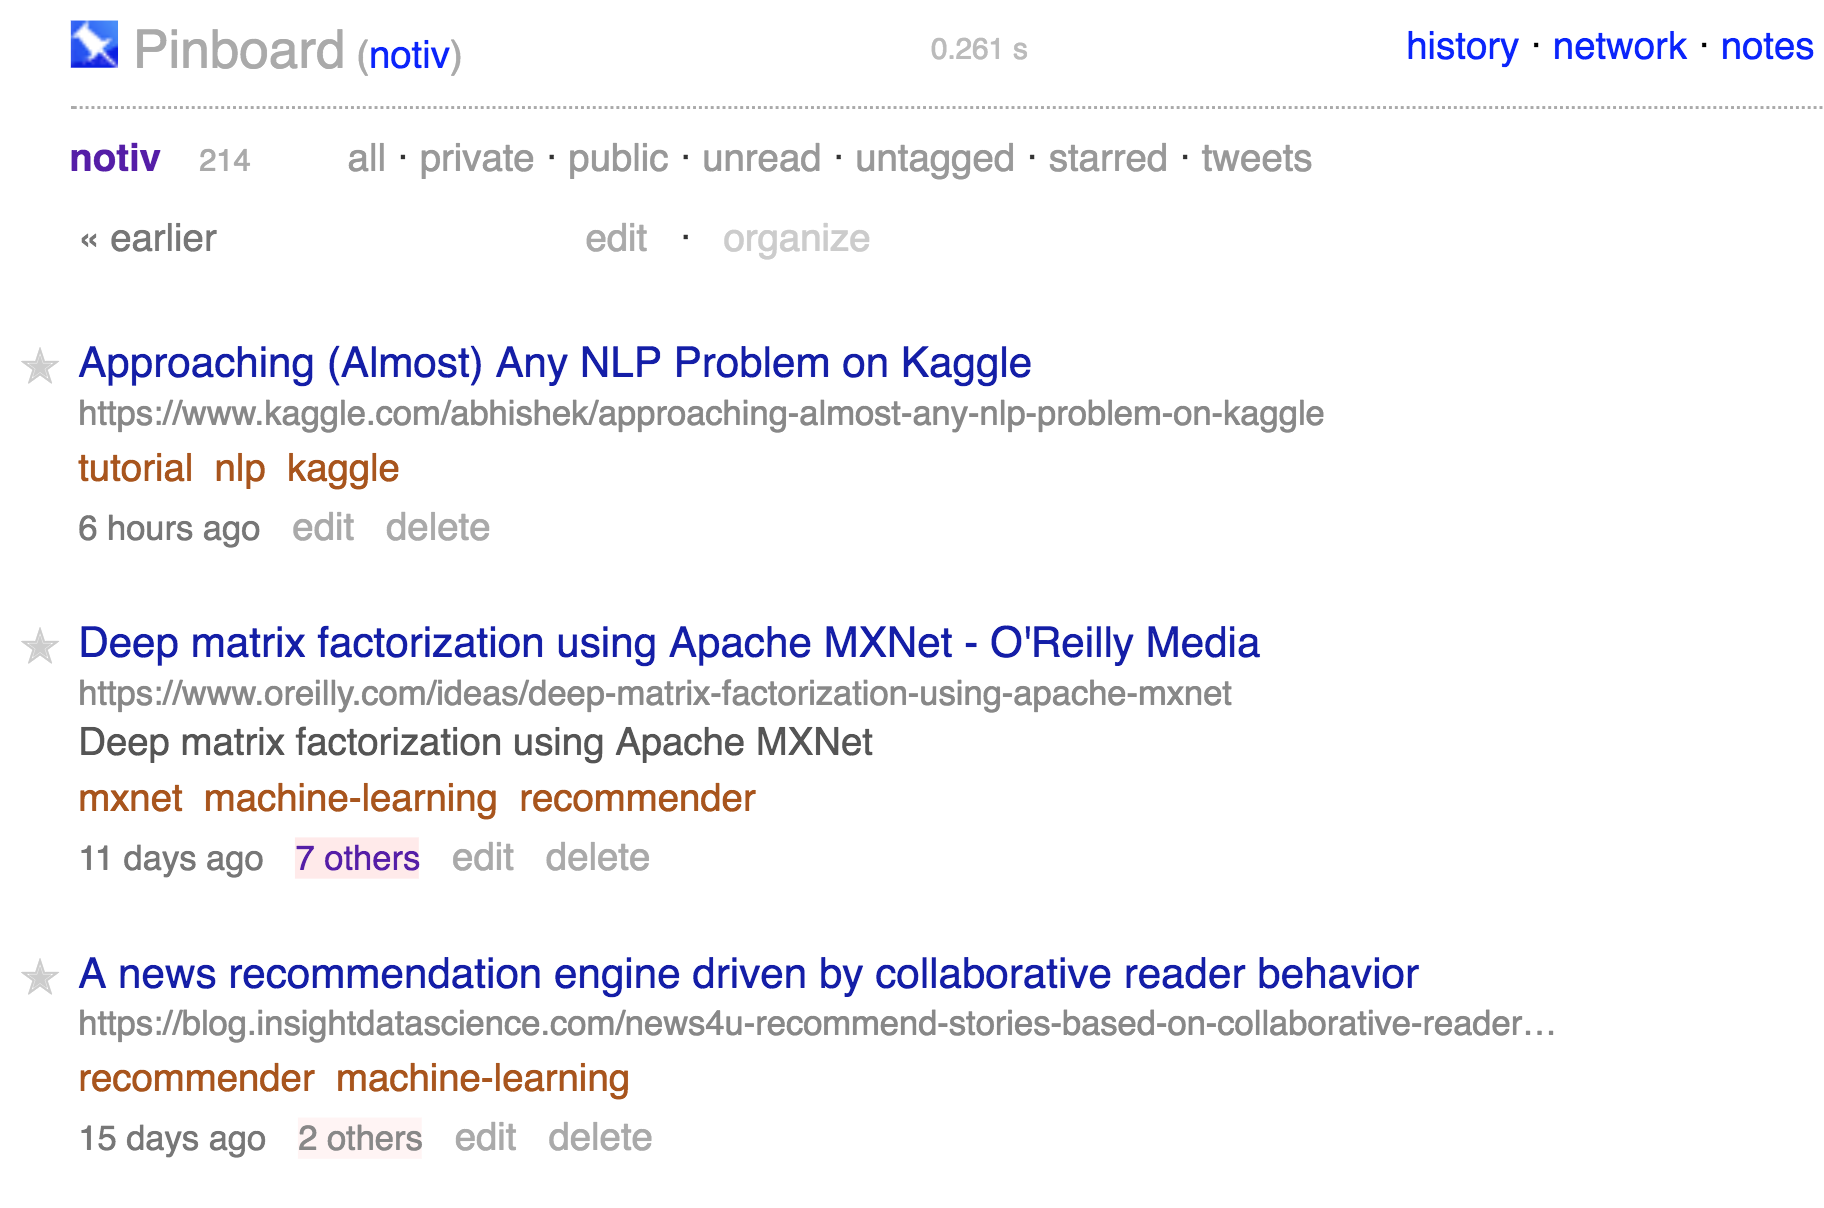 Pinboard (notiv) 0.261 s history · network · notes
notiv 214 all · private · public · unread · untagged · starred · tweets
« earlier edit · organize
Approaching (Almost) Any NLP Problem on Kaggle
https://www.kaggle.com/abhishek/approaching-almost-any-nlp-problem-on-kaggle
tutorial nlp kaggle
6 hours ago edit delete
Deep matrix factorization using Apache MXNet - O'Reilly Media
https://www.oreilly.com/ideas/deep-matrix-factorization-using-apache-mxnet
Deep matrix factorization using Apache MXNet
mxnet machine-learning recommender
11 days ago 7 others edit delete
A news recommendation engine driven by collaborative reader behavior
https://blog.insightdatascience.com/news4u-recommend-stories-based-on-collaborative-reader…
recommender machine-learning
15 days ago 2 others edit delete